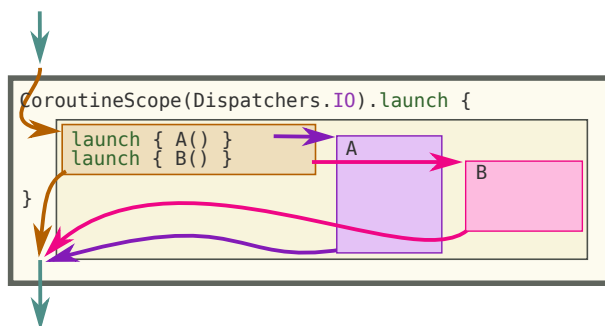 CoroutineScope(Dispatchers.IO).launch {
launch { A() }
launch { B() }
A
B
}